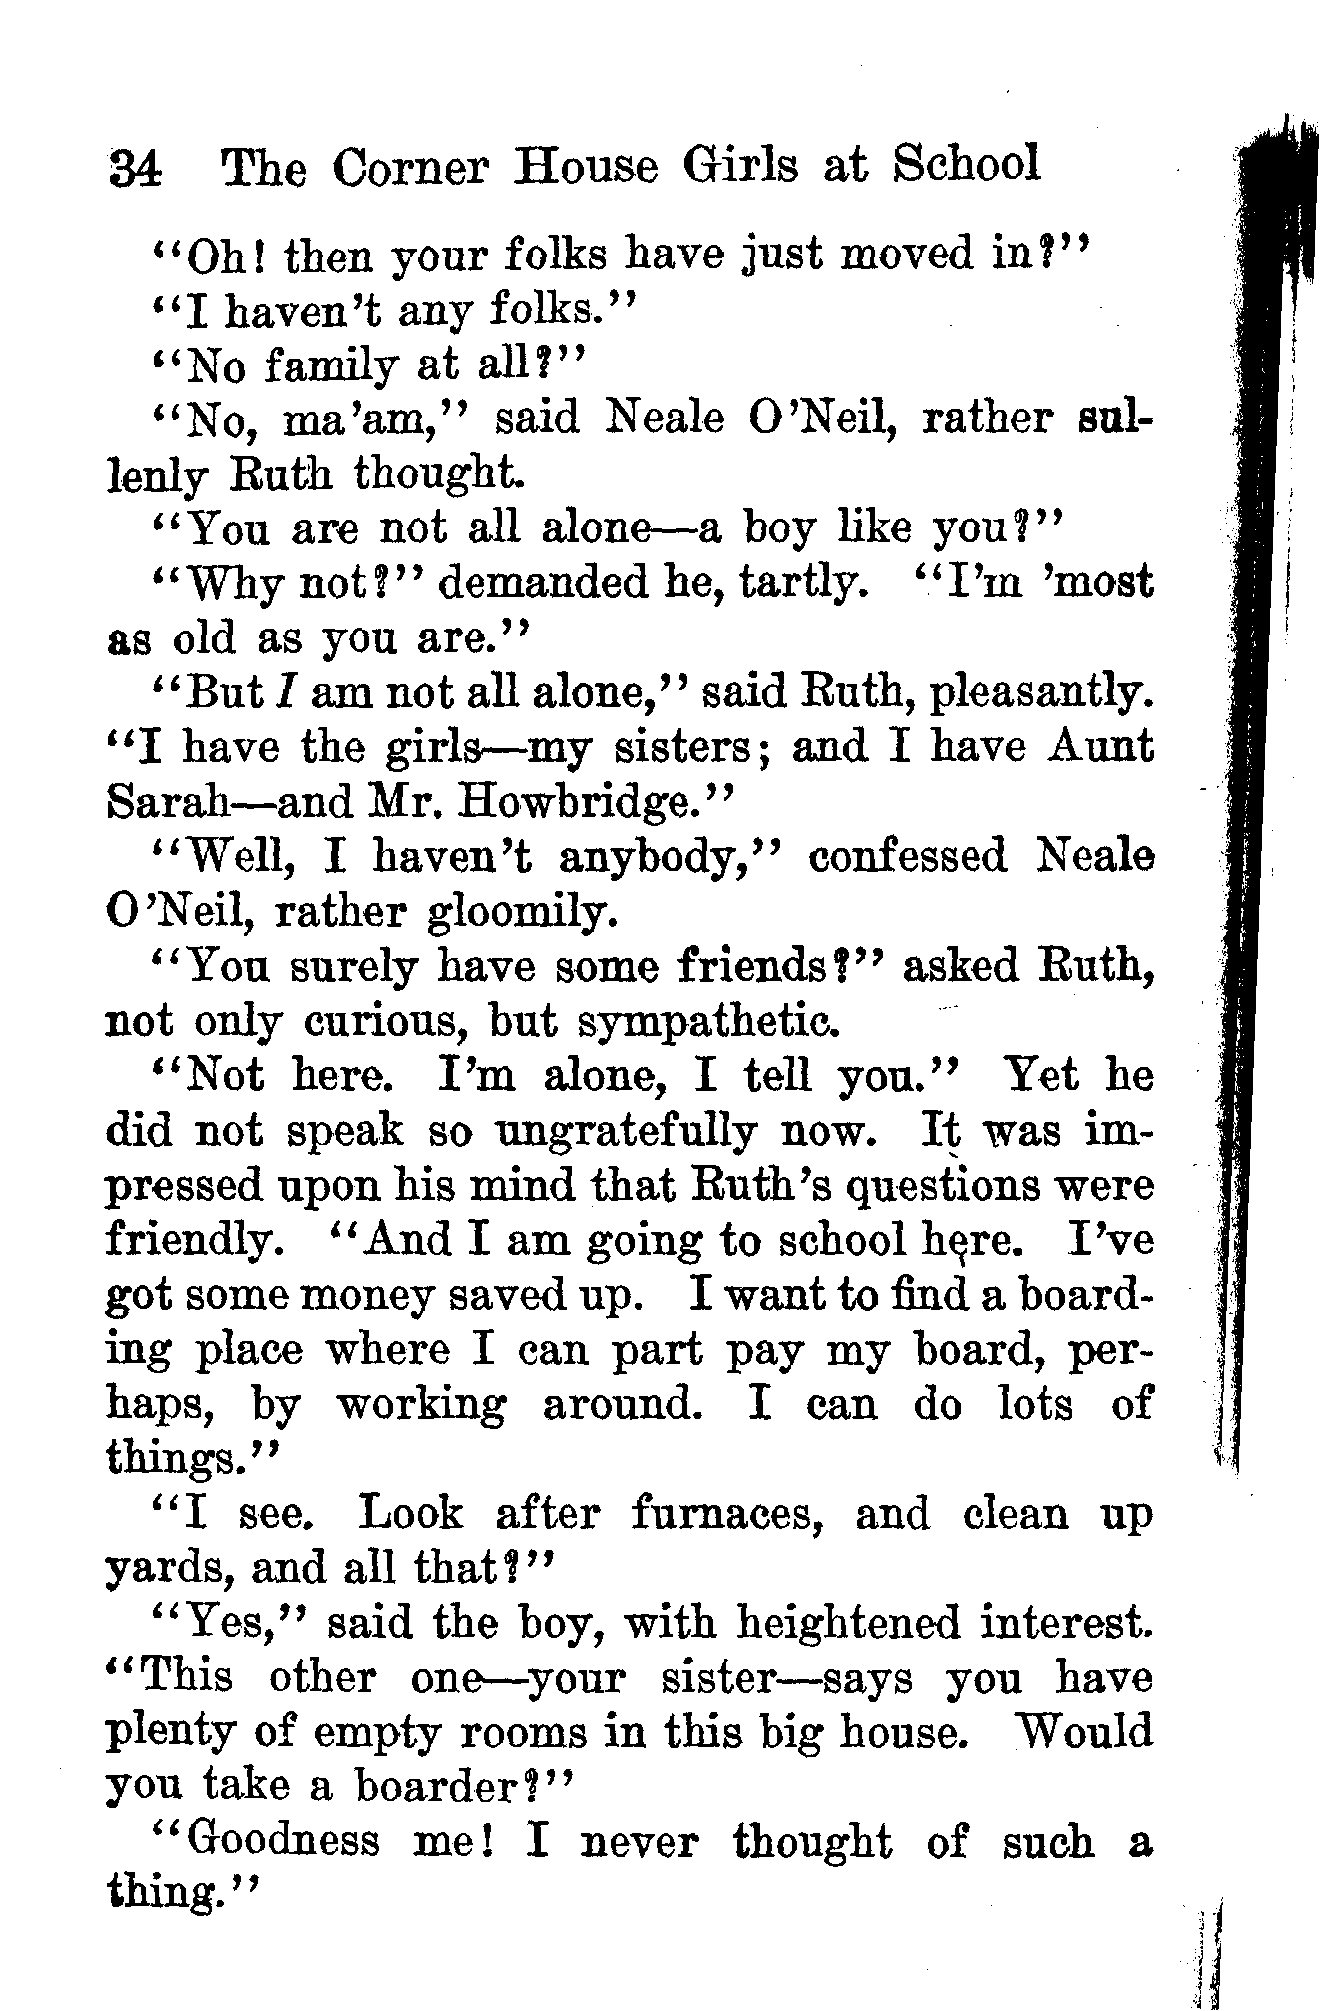 34 The Corner House Girls at School
"Oh! then your folks have just moved in?"
"I haven't any folks."
"No family at all?"
"No, ma'am," said Neale O'Neil, rather sul-
lenly Ruth thought.
"You are not all alone—a boy like you?"
"Why not?" demanded he, tartly. "I'm 'most
as old as you are."
"But I am not all alone," said Ruth, pleasantly.
"I have the girls—my sisters; and I have Aunt
Sarah—and Mr. Howbridge."
"Well, I haven't anybody," confessed Neale
O'Neil, rather gloomily.
"You surely have some friends?" asked Ruth,
not only curious, but sympathetic.
"Not here. I'm alone, I tell you." Yet he
did not speak so ungratefully now. It was im-
pressed upon his mind that Ruth's questions were
friendly. "And I am going to school here. I've
got some money saved up. I want to find a board-
ing place where I can part pay my board, per-
haps, by working around. I can do lots of
things."
"I see. Look after furnaces, and clean up
yards, and all that?"
"Yes," said the boy, with heightened interest.
"This other one—your sister—says you have
plenty of empty rooms in this big house. Would
you take a boarder?"
"Goodness me! I never thought of such a
thing."